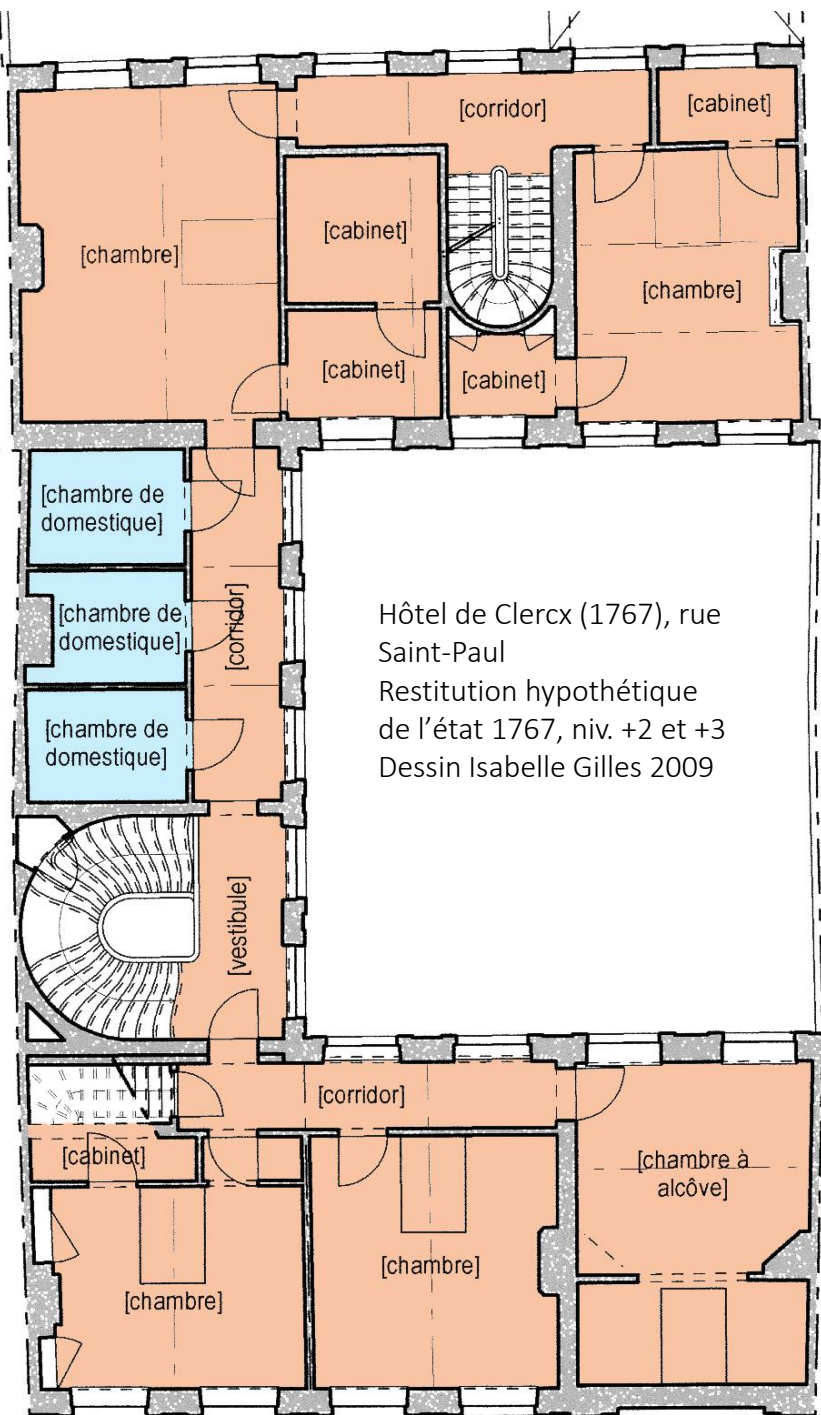 [corridor]
[cabinet]
[cabinet]
[chambre]
[chambre]
[cabinet]
[cabinet]
[chambre de
domestique]
[chambre de
domestique]
[corridor]
[chambre de
domestique]
Hôtel de Clercx (1767), rue
Saint-Paul
Restitution hypothétique
de l’état 1767, niv. +2 et +3
Dessin Isabelle Gilles 2009
[vestibule]
[corridor]
[cabinet]
[chambre à
alcôve]
[chambre]
[chambre]